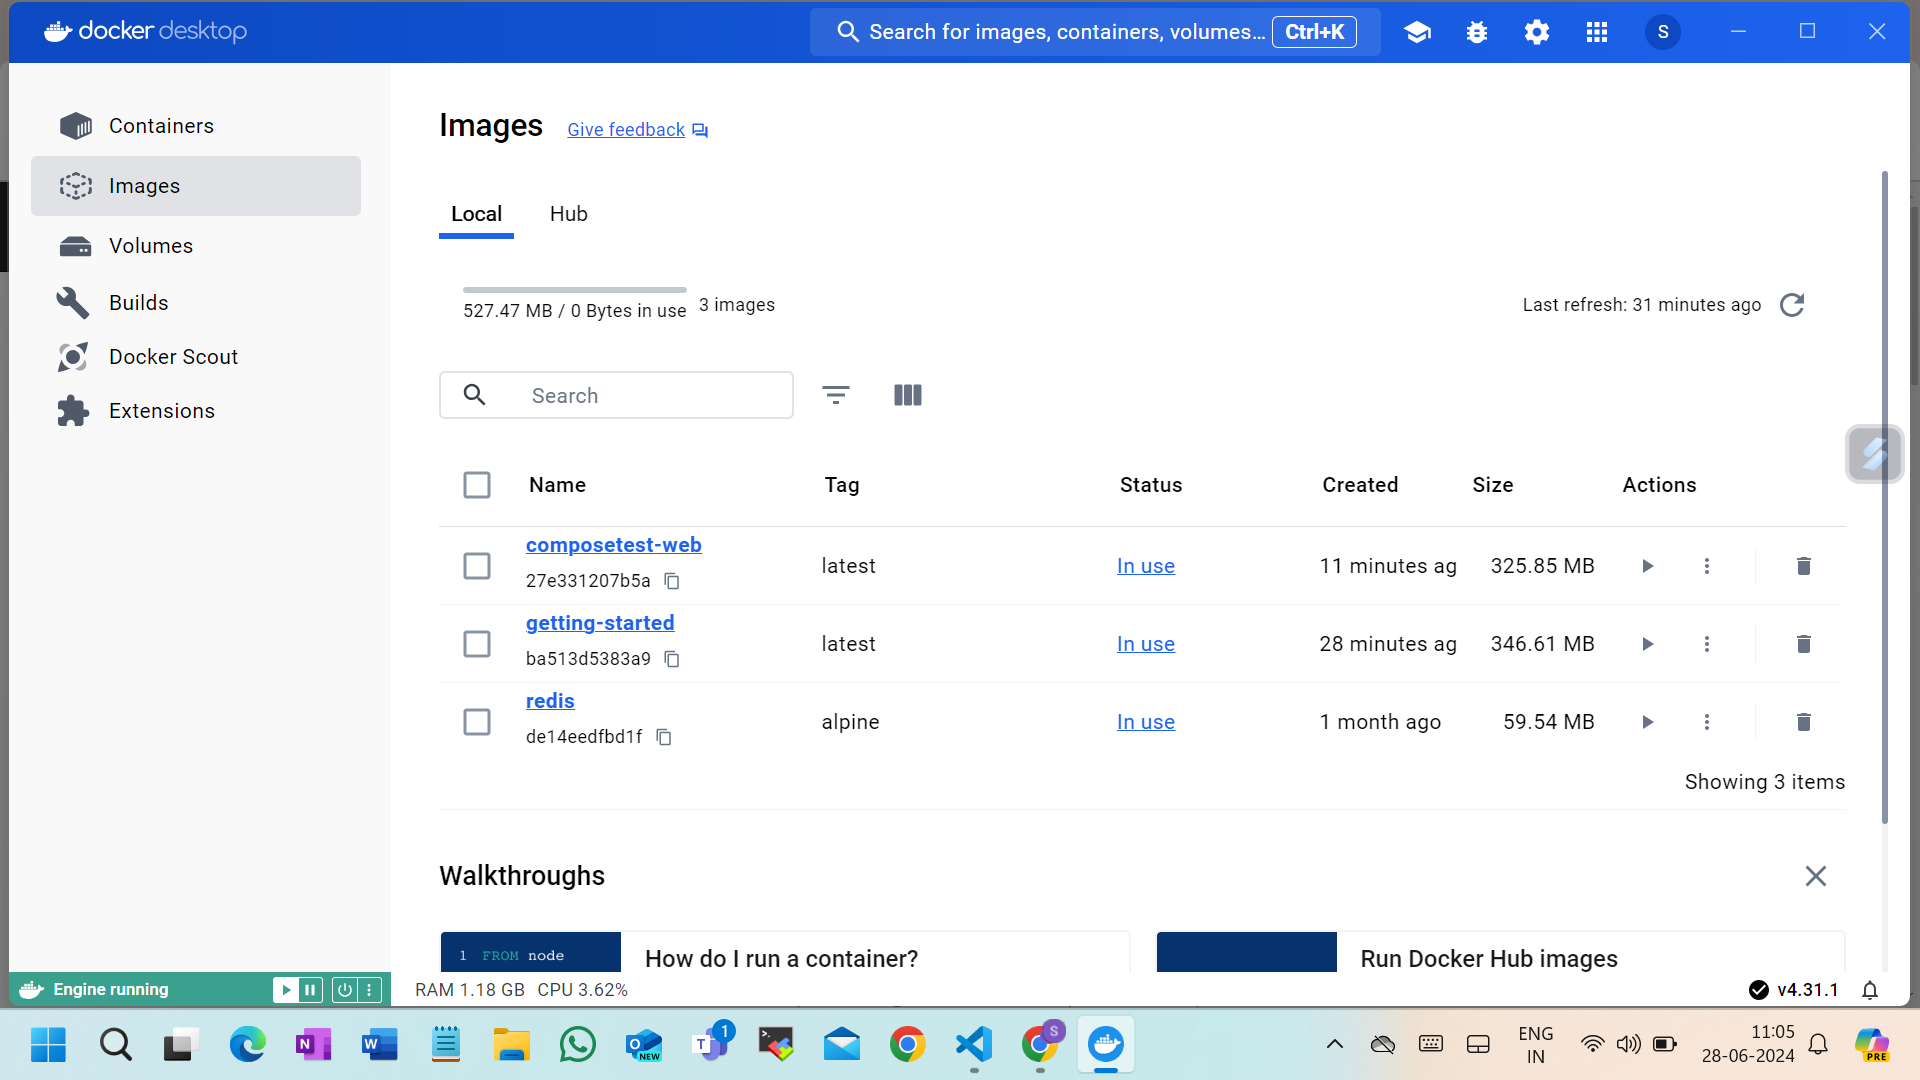 docker desktop
Search for images, containers, volumes... Ctrl+K
S
Containers
Images
Volumes
Builds
Docker Scout
Extensions
Images Give feedback
Local Hub
527.47 MB / 0 Bytes in use 3 images
Last refresh: 31 minutes ago
Search
Name Tag Status Created Size Actions
composetest-web
27e331207b5a
latest In use 11 minutes ag 325.85 MB
getting-started
ba513d5383a9
latest In use 28 minutes ag 346.61 MB
redis
de14eedfbd1f
alpine In use 1 month ago 59.54 MB
Showing 3 items
Walkthroughs
1 FROM node
How do I run a container?
Run Docker Hub images
Engine running
RAM 1.18 GB CPU 3.62%
v4.31.1
N
W
O
NEW
T
1
S
ENG
IN
11:05
28-06-2024
PRE